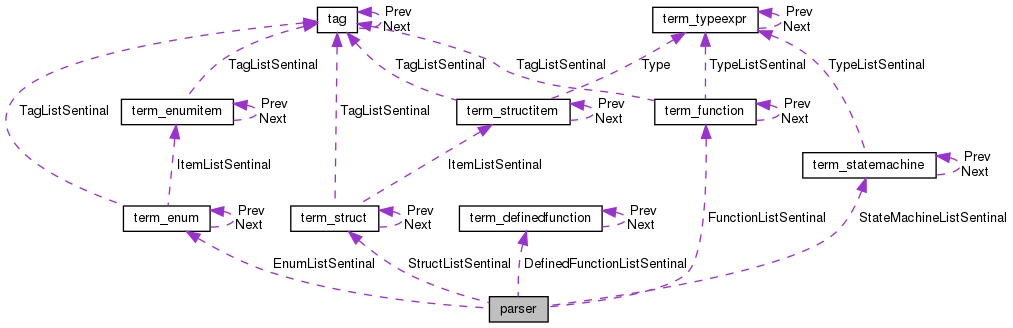 tag
Prev
Next
term_typeexpr
Prev
Next
TagListSentinal
TagListSentinal
TagListSentinal
TagListSentinal
TagListSentinal
Type
TypeListSentinal
TypeListSentinal
term_enumitem
Prev
Next
term_structitem
Prev
Next
term_function
Prev
Next
ItemListSentinal
ItemListSentinal
term_statemachine
Prev
Next
term_enum
Prev
Next
term_struct
Prev
Next
term_definedfunction
Prev
Next
FunctionListSentinal
StateMachineListSentinal
EnumListSentinal
StructListSentinal
DefinedFunctionListSentinal
parser